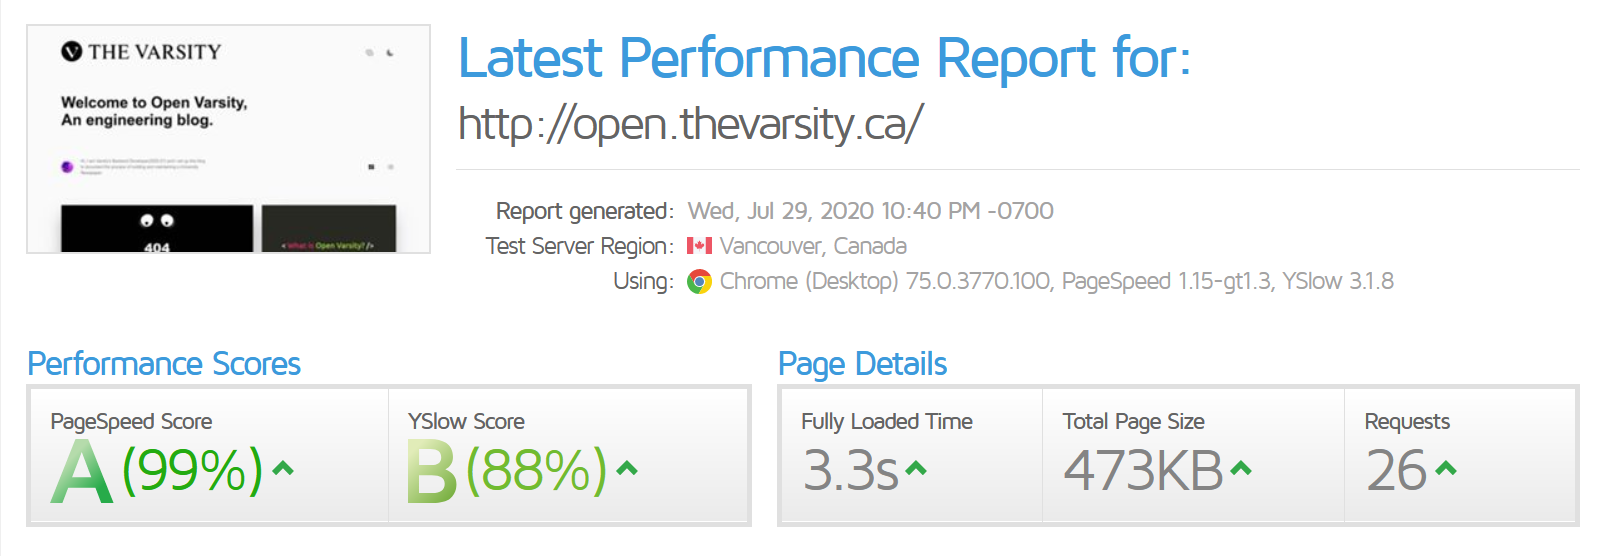 THE VARSITY
Welcome to Open Varsity,
An engineering blog.
404
< What is Open Varsity? />
Latest Performance Report for:
http://open.thevarsity.ca/
Report generated: Wed, Jul 29, 2020 10:40 PM -0700
Test Server Region: Vancouver, Canada
Using: Chrome (Desktop) 75.0.3770.100, PageSpeed 1.15-gt1.3, YSlow 3.1.8
Performance Scores
PageSpeed Score
A (99%)
YSlow Score
B (88%)
Page Details
Fully Loaded Time
3.3s
Total Page Size
473KB
Requests
26